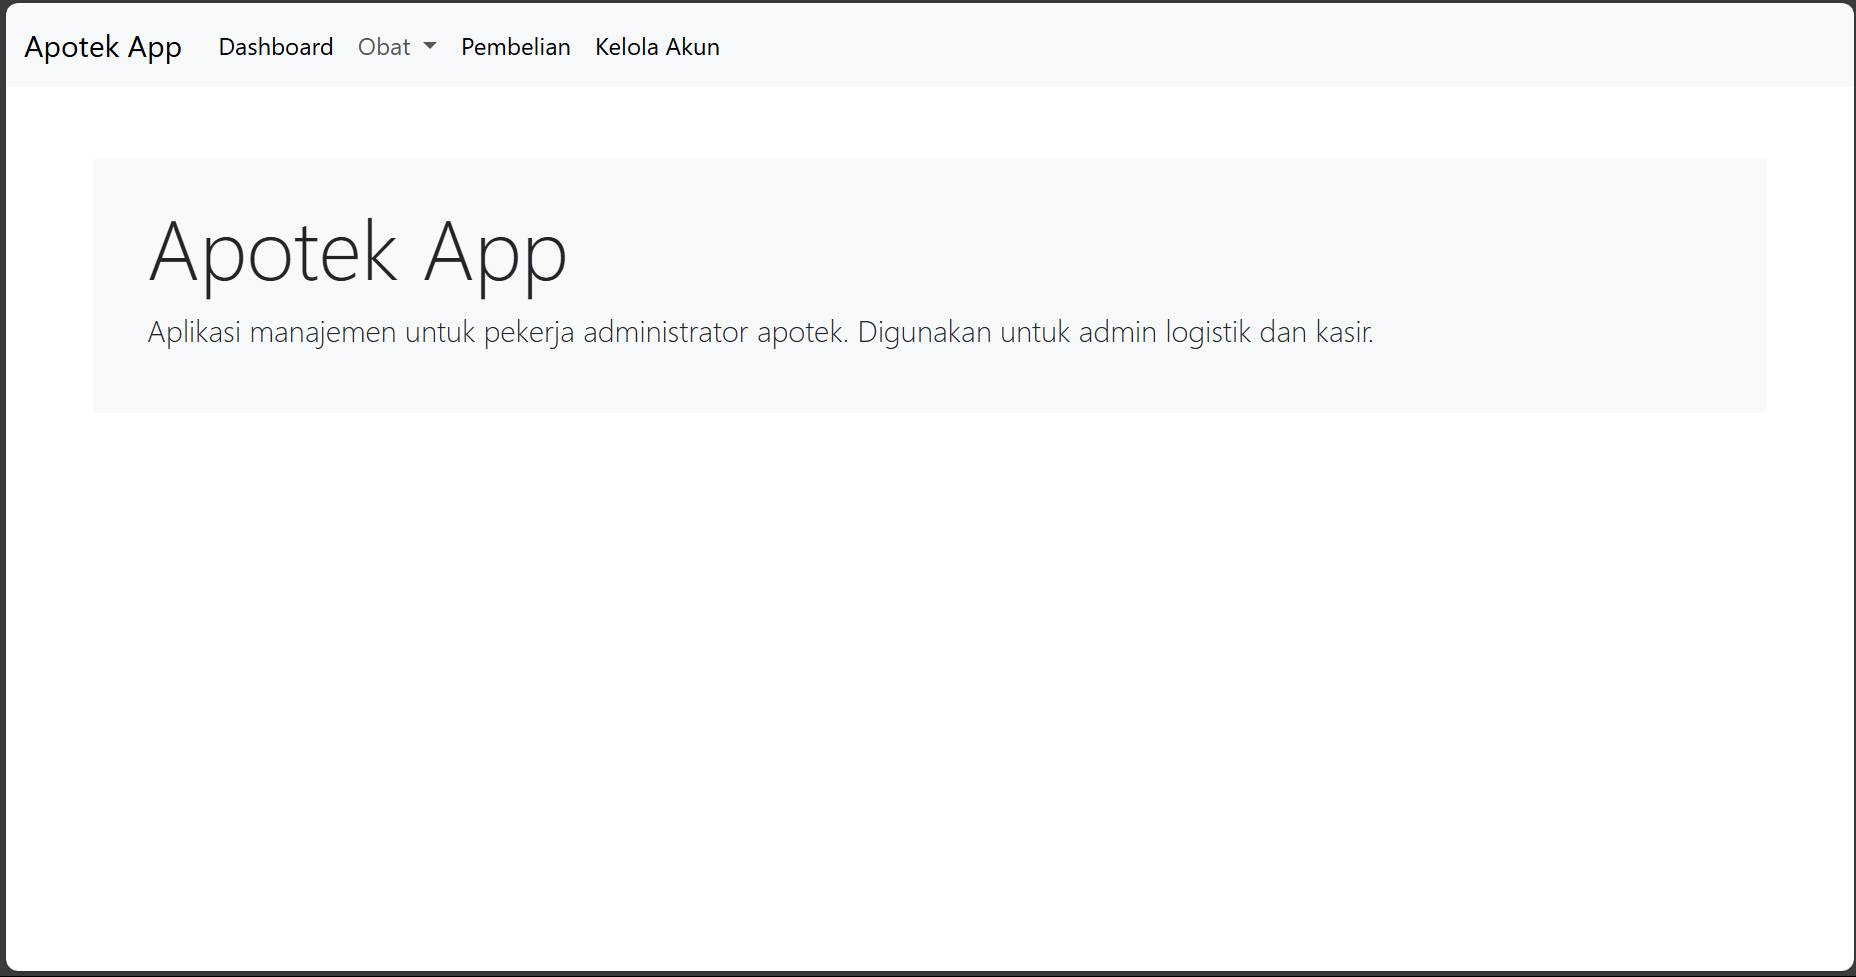 Apotek App Dashboard Obat Pembelian Kelola Akun
Apotek App
Aplikasi manajemen untuk pekerja administrator apotek. Digunakan untuk admin logistik dan kasir.